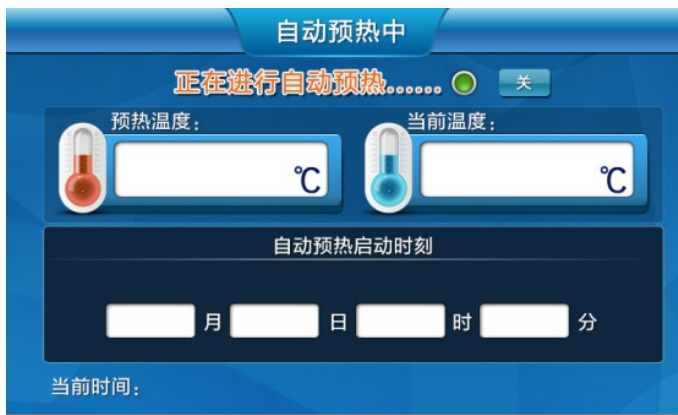 自动预热中
正在进行自动预热...... 关
预热温度： 当前温度：
℃ ℃
自动预热启动时刻
月 日 时 分
当前时间：